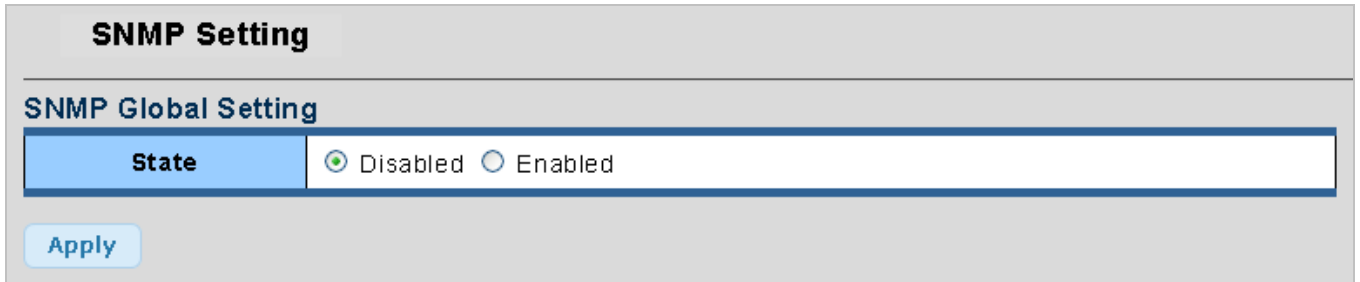 SNMP Setting
SNMP Global Setting
State Disabled Enabled
Apply